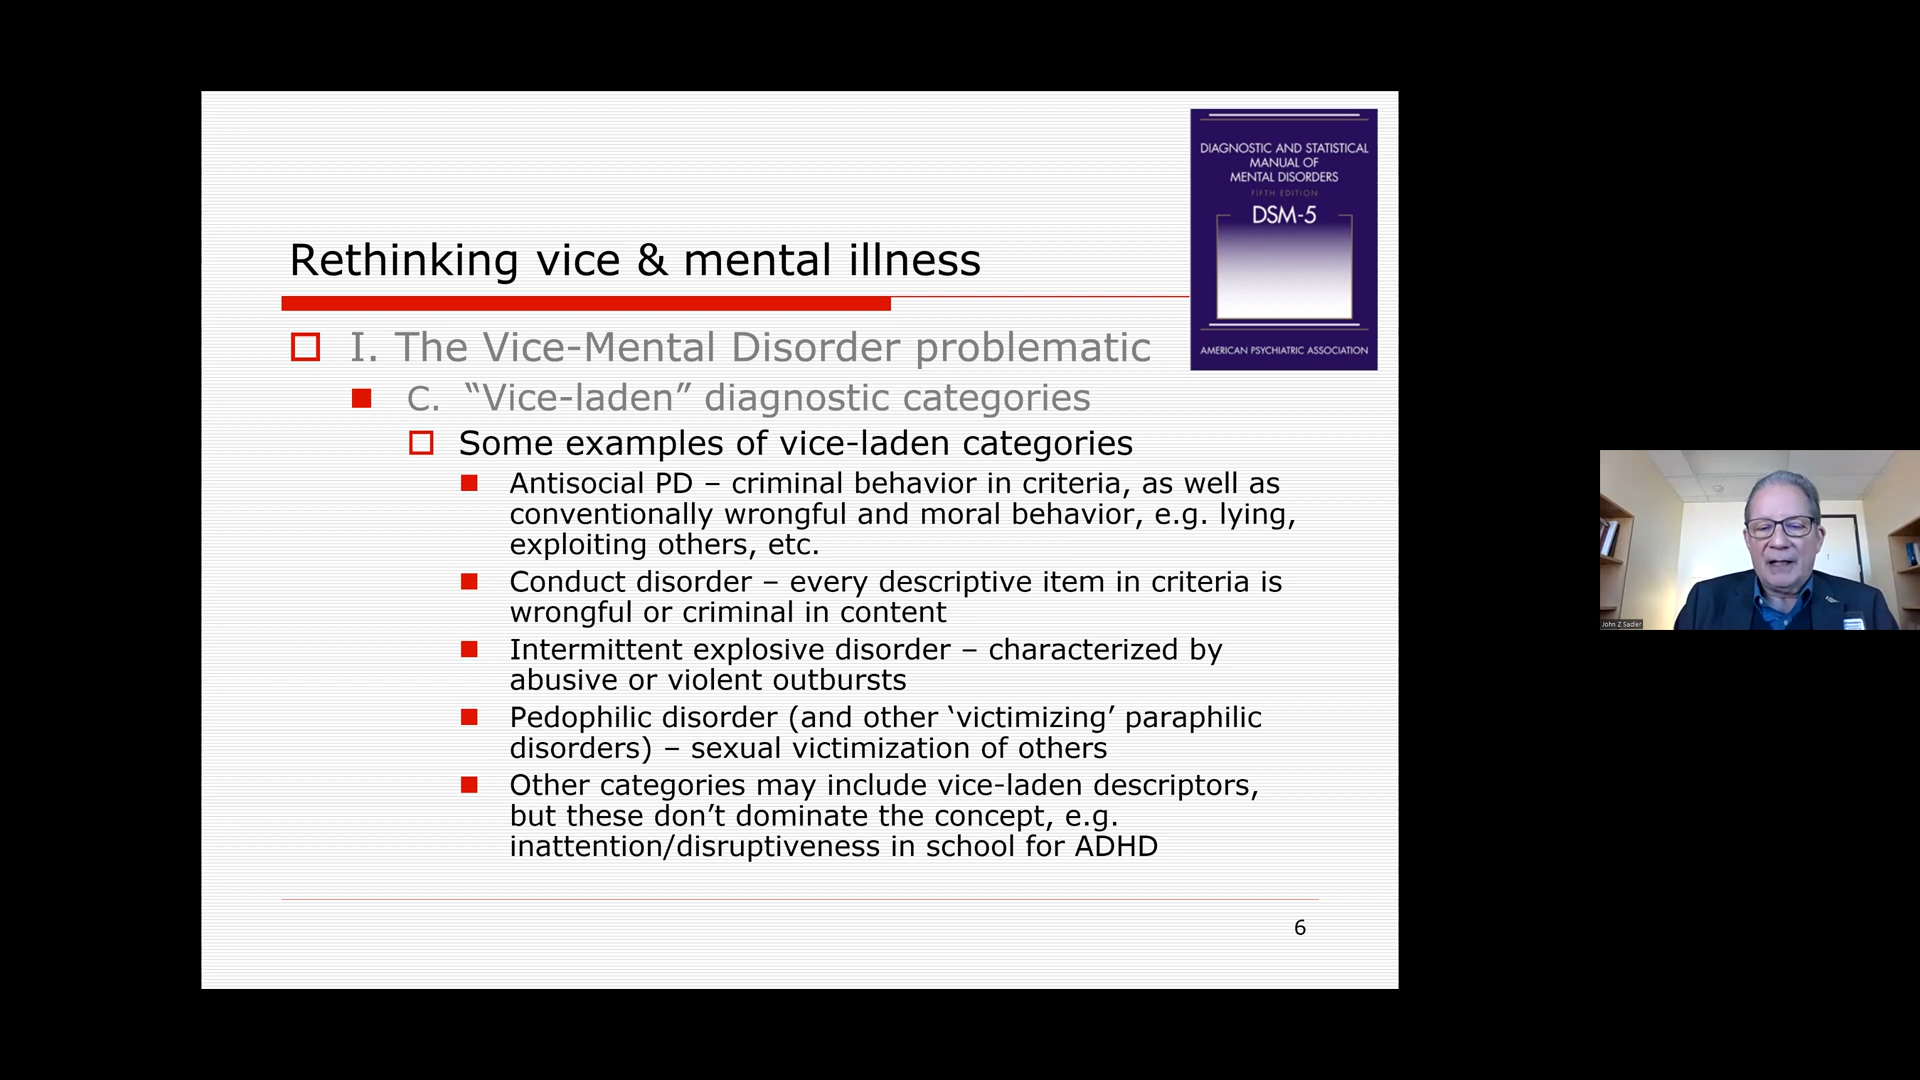 DIAGNOSTIC AND STATISTICAL
MANUAL OF
MENTAL DISORDERS
FIFTH EDITION
DSM-5
AMERICAN PSYCHIATRIC ASSOCIATION
Rethinking vice & mental illness
I. The Vice-Mental Disorder problematic
C. “Vice-laden” diagnostic categories
Some examples of vice-laden categories
Antisocial PD – criminal behavior in criteria, as well as
conventionally wrongful and moral behavior, e.g. lying,
exploiting others, etc.
Conduct disorder – every descriptive item in criteria is
wrongful or criminal in content
Intermittent explosive disorder – characterized by
abusive or violent outbursts
Pedophilic disorder (and other ‘victimizing’ paraphilic
disorders) – sexual victimization of others
Other categories may include vice-laden descriptors,
but these don’t dominate the concept, e.g.
inattention/disruptiveness in school for ADHD
6
John Z Sadler